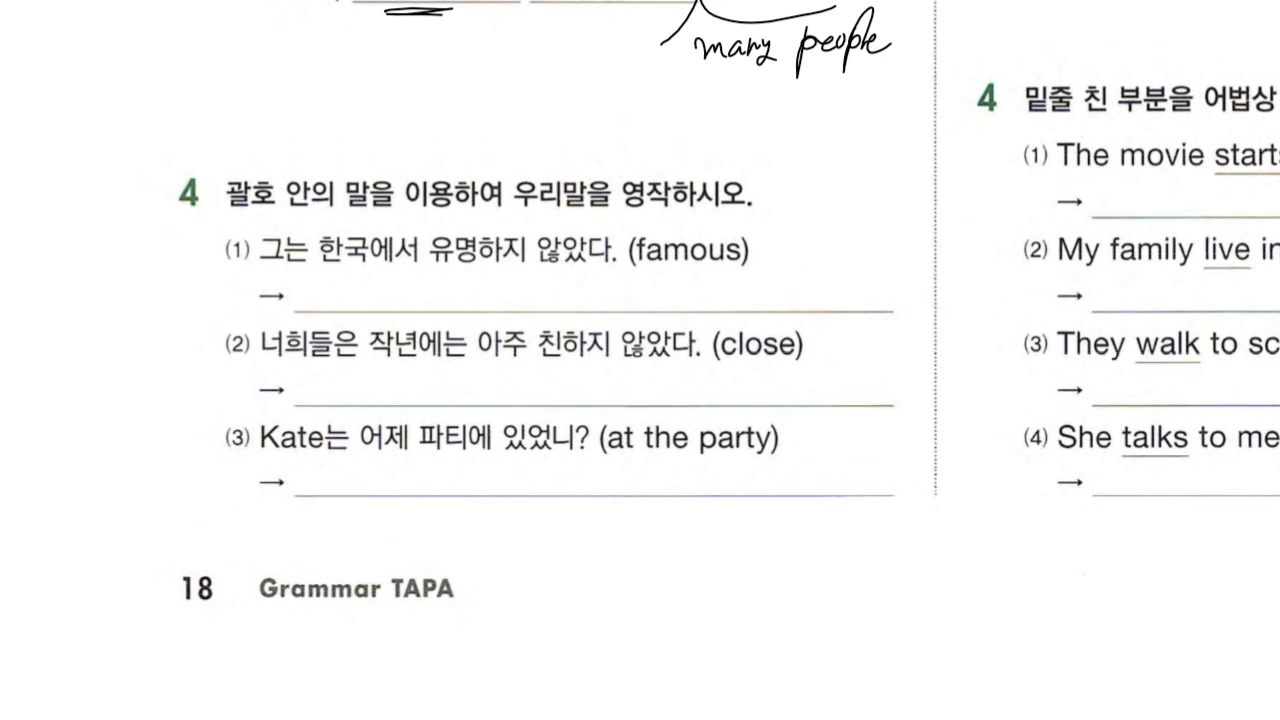 many people
4 괄호 안의 말을 이용하여 우리말을 영작하시오.
(1) 그는 한국에서 유명하지 않았다. (famous)
→
(2) 너희들은 작년에는 아주 친하지 않았다. (close)
→
(3) Kate는 어제 파티에 있었니? (at the party)
→
18 Grammar TAPA
4 밑줄 친 부분을 어법상
(1) The movie start
→
(2) My family live in
→
(3) They walk to sc
→
(4) She talks to me
→